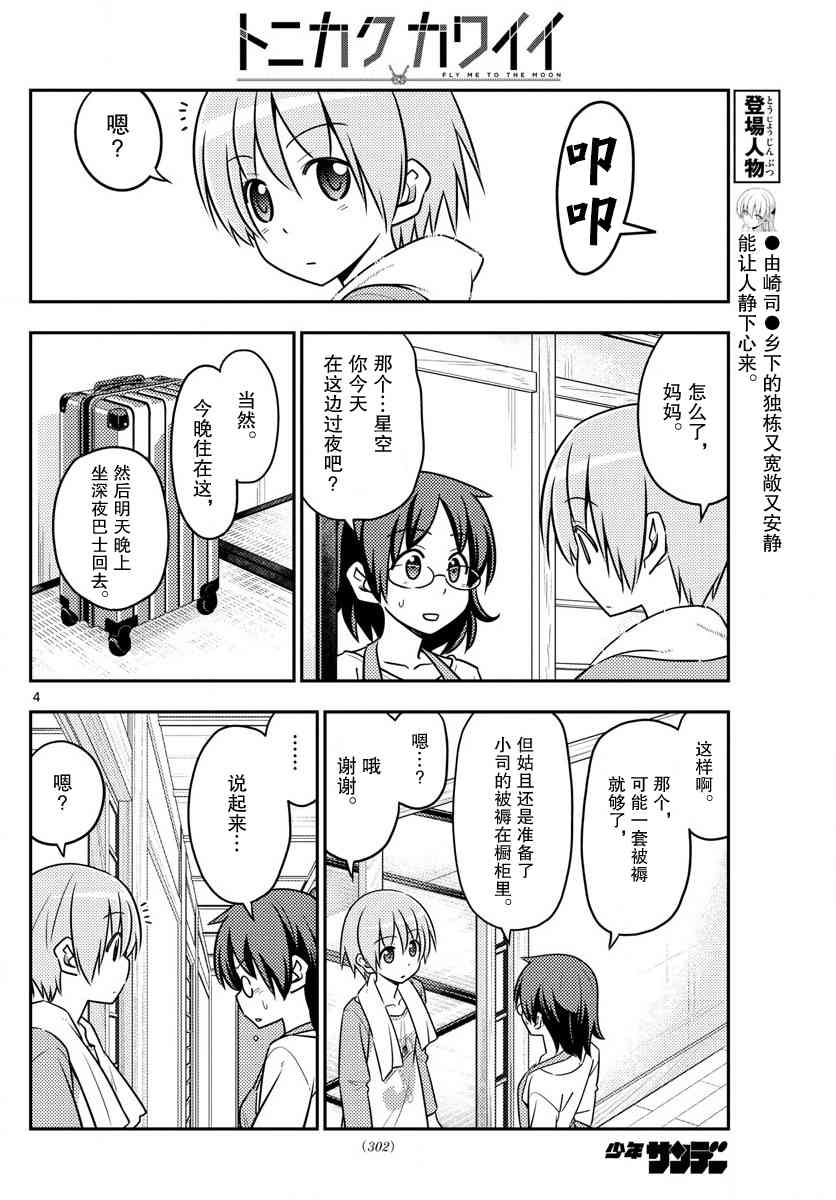 トニカクカワイイ
FLY ME TO THE MOON
とうじょうじんぶつ
登場人物
●由崎司●乡下的独栋又宽敞又安静
能让人静下心来。
叩
叩
嗯？
怎么了，
妈妈。
那个…星空
你今天
在这边过夜吧？
当然。
今晚住在这，
然后明天晚上
坐深夜巴士回去。
4
这样啊。
那个，
可能一套被褥
就够了，
但姑且还是准备了
小司的被褥在橱柜里。
嗯…？
哦
谢谢。
……
说起来…
嗯？
(302)
少年サンデー